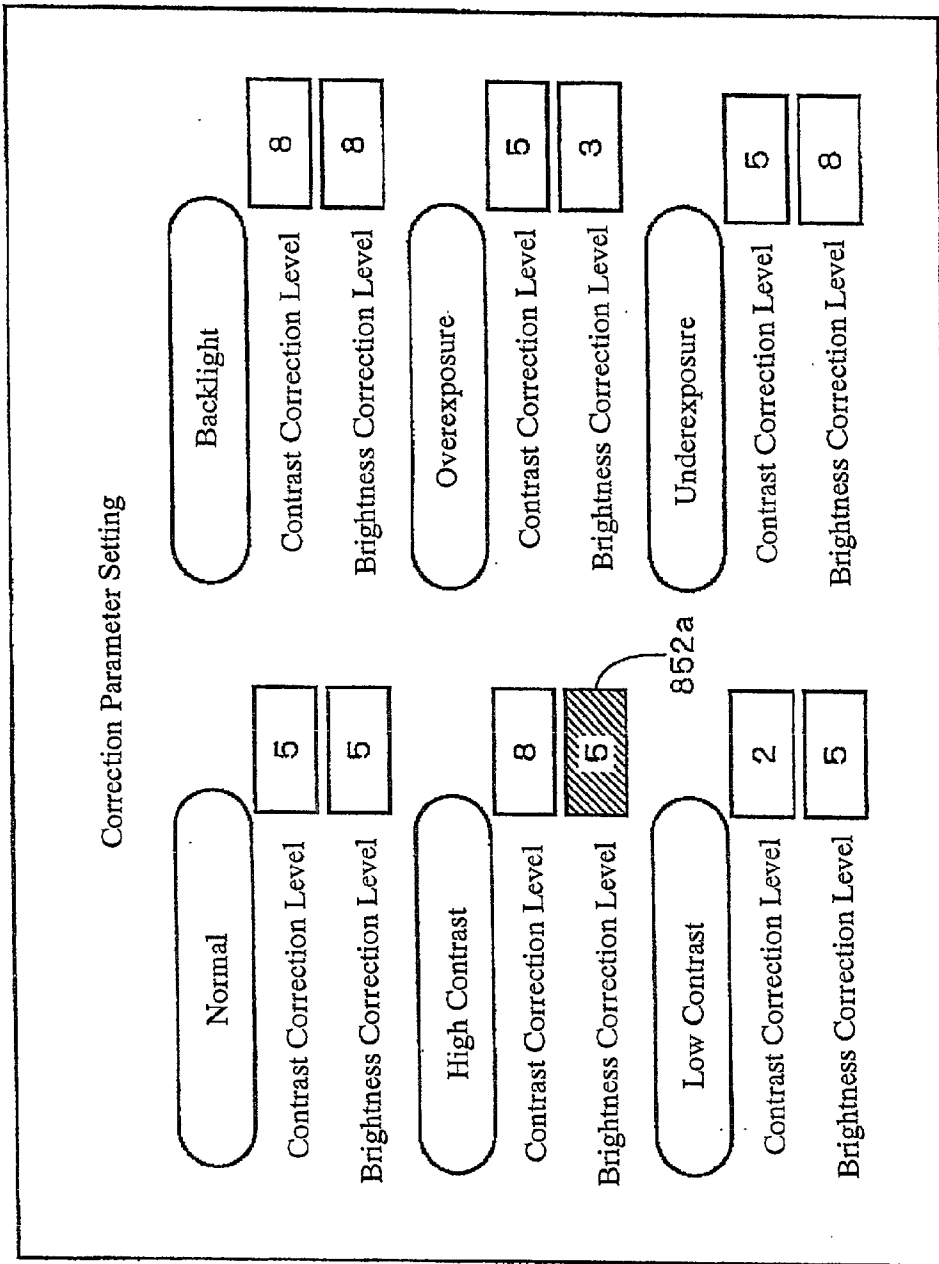 Correction Parameter Setting
Normal
Contrast Correction Level 5
Brightness Correction Level 5
High Contrast
Contrast Correction Level 8
Brightness Correction Level 5
852a
Low Contrast
Contrast Correction Level 2
Brightness Correction Level 5
Backlight
Contrast Correction Level 8
Brightness Correction Level 8
Overexposure
Contrast Correction Level 5
Brightness Correction Level 3
Underexposure
Contrast Correction Level 5
Brightness Correction Level 8